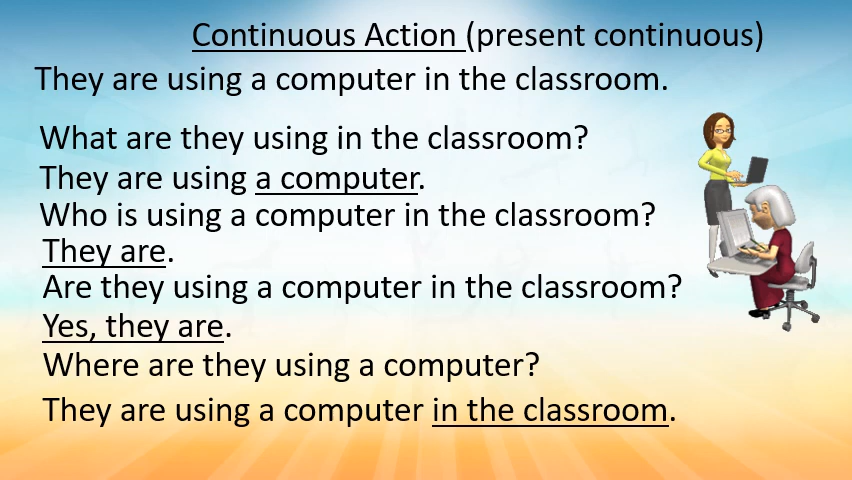 Continuous Action (present continuous)
They are using a computer in the classroom.
What are they using in the classroom?
They are using a computer.
Who is using a computer in the classroom?
They are.
Are they using a computer in the classroom?
Yes, they are.
Where are they using a computer?
They are using a computer in the classroom.